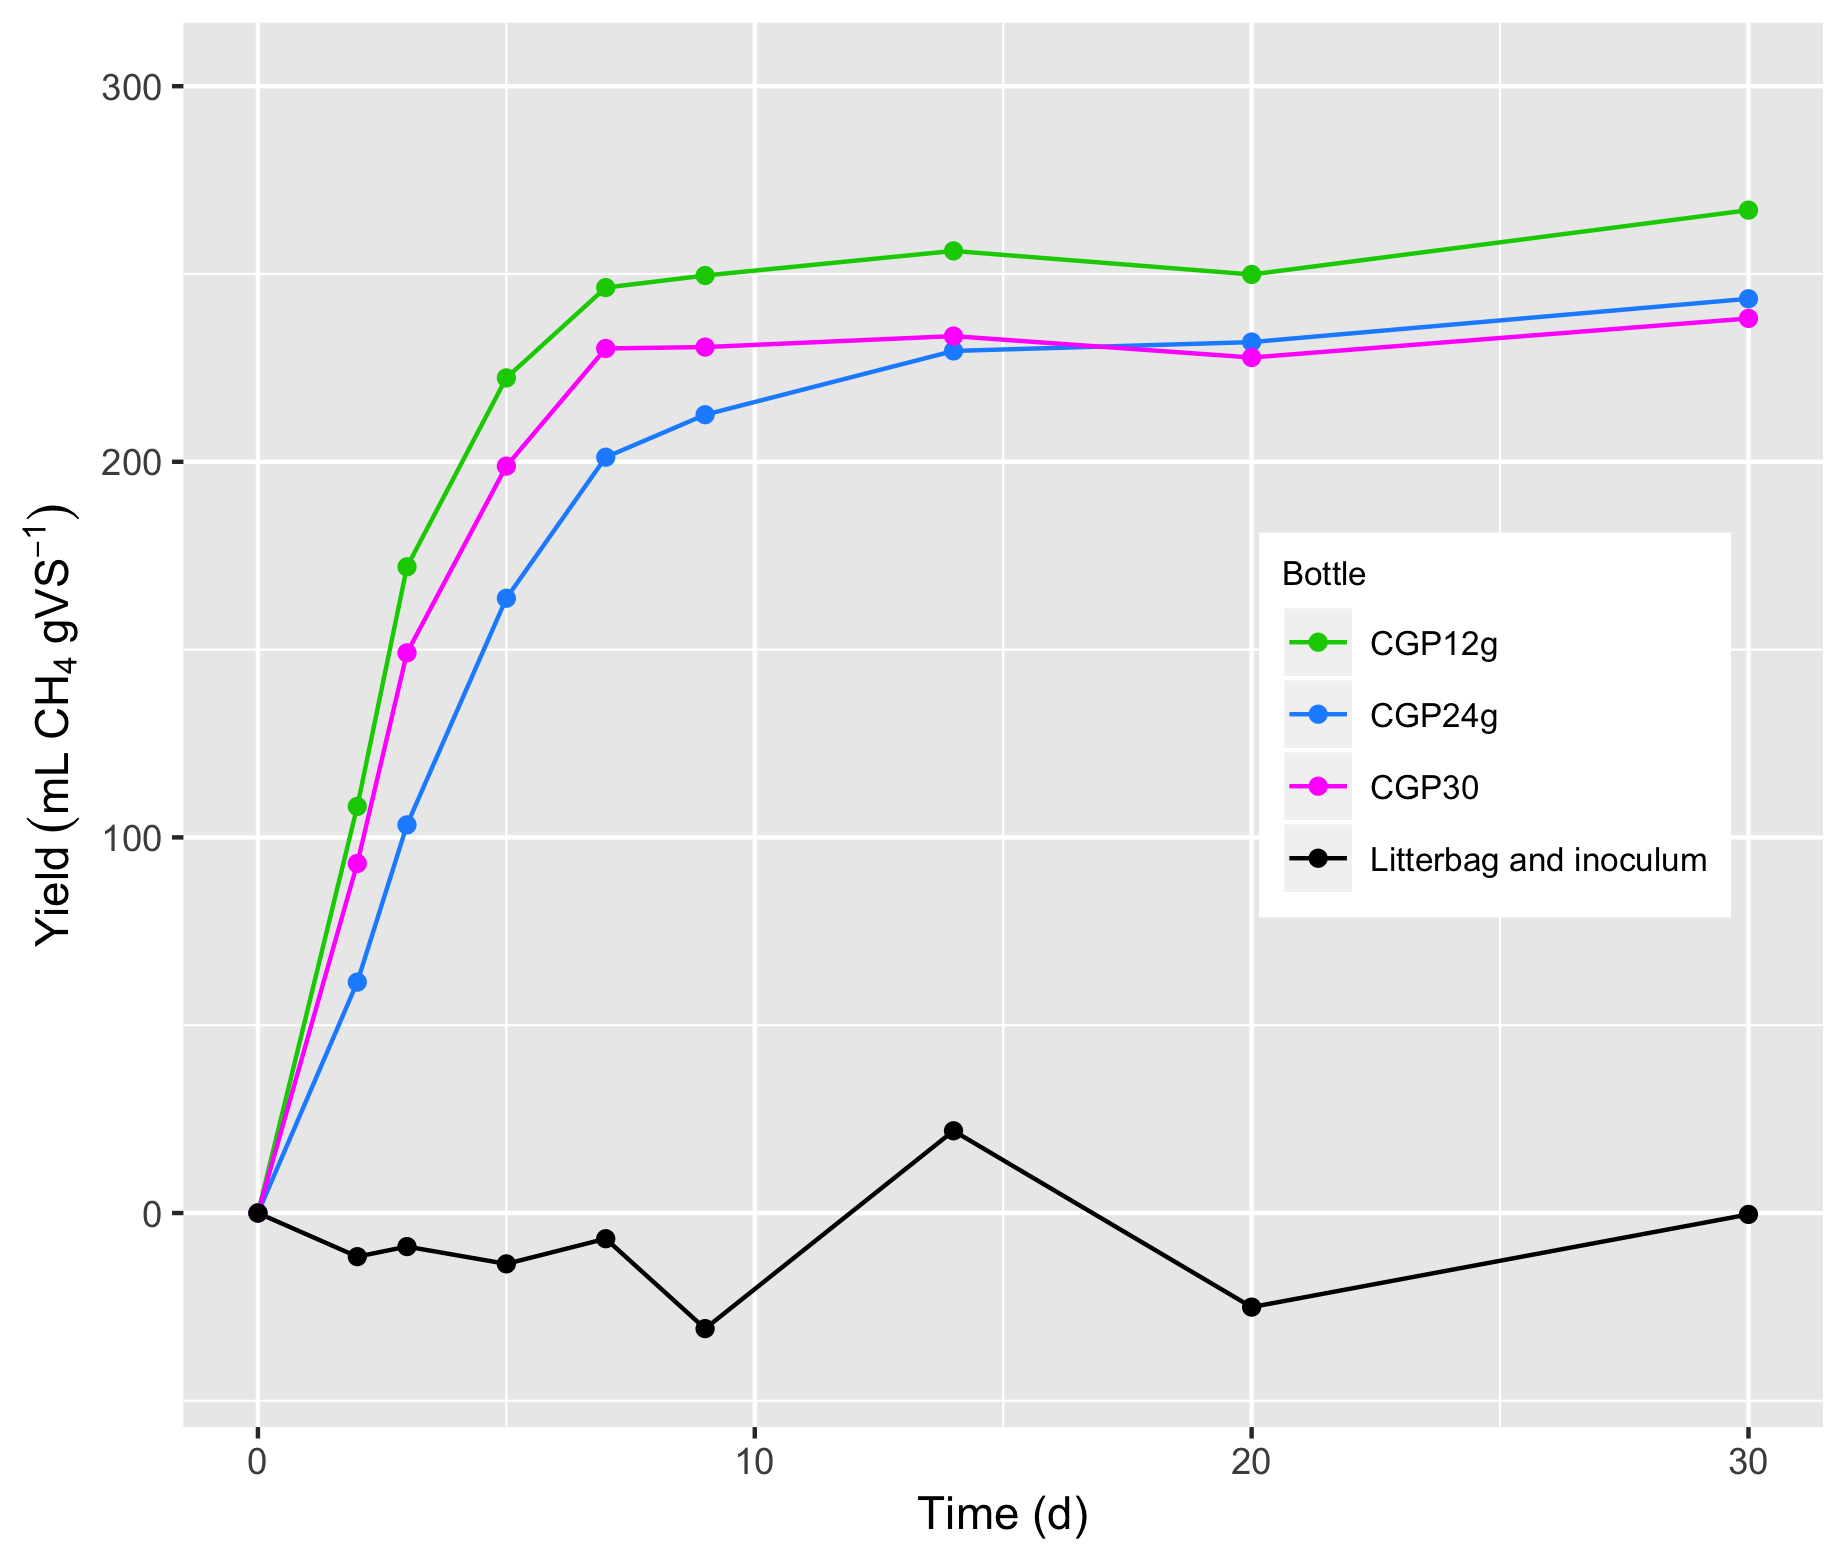 300
200
100
0
Yield (mL CH₄ gVS⁻¹)
Bottle
CGP12g
CGP24g
CGP30
Litterbag and inoculum
0 10 20 30
Time (d)